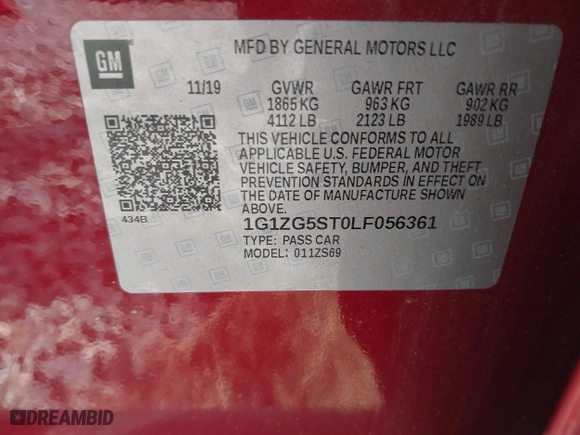 GM
MFD BY GENERAL MOTORS LLC
11/19 GVWR GAWR FRT GAWR RR
1865 KG 963 KG 902 KG
4112 LB 2123 LB 1989 LB
THIS VEHICLE CONFORMS TO ALL
APPLICABLE U.S. FEDERAL MOTOR
VEHICLE SAFETY, BUMPER, AND THEFT
PREVENTION STANDARDS IN EFFECT ON
THE DATE OF MANUFACTURE SHOWN
ABOVE.
434B
1G1ZG5ST0LF056361
TYPE: PASS CAR
MODEL: 011ZS69
DREAMBID